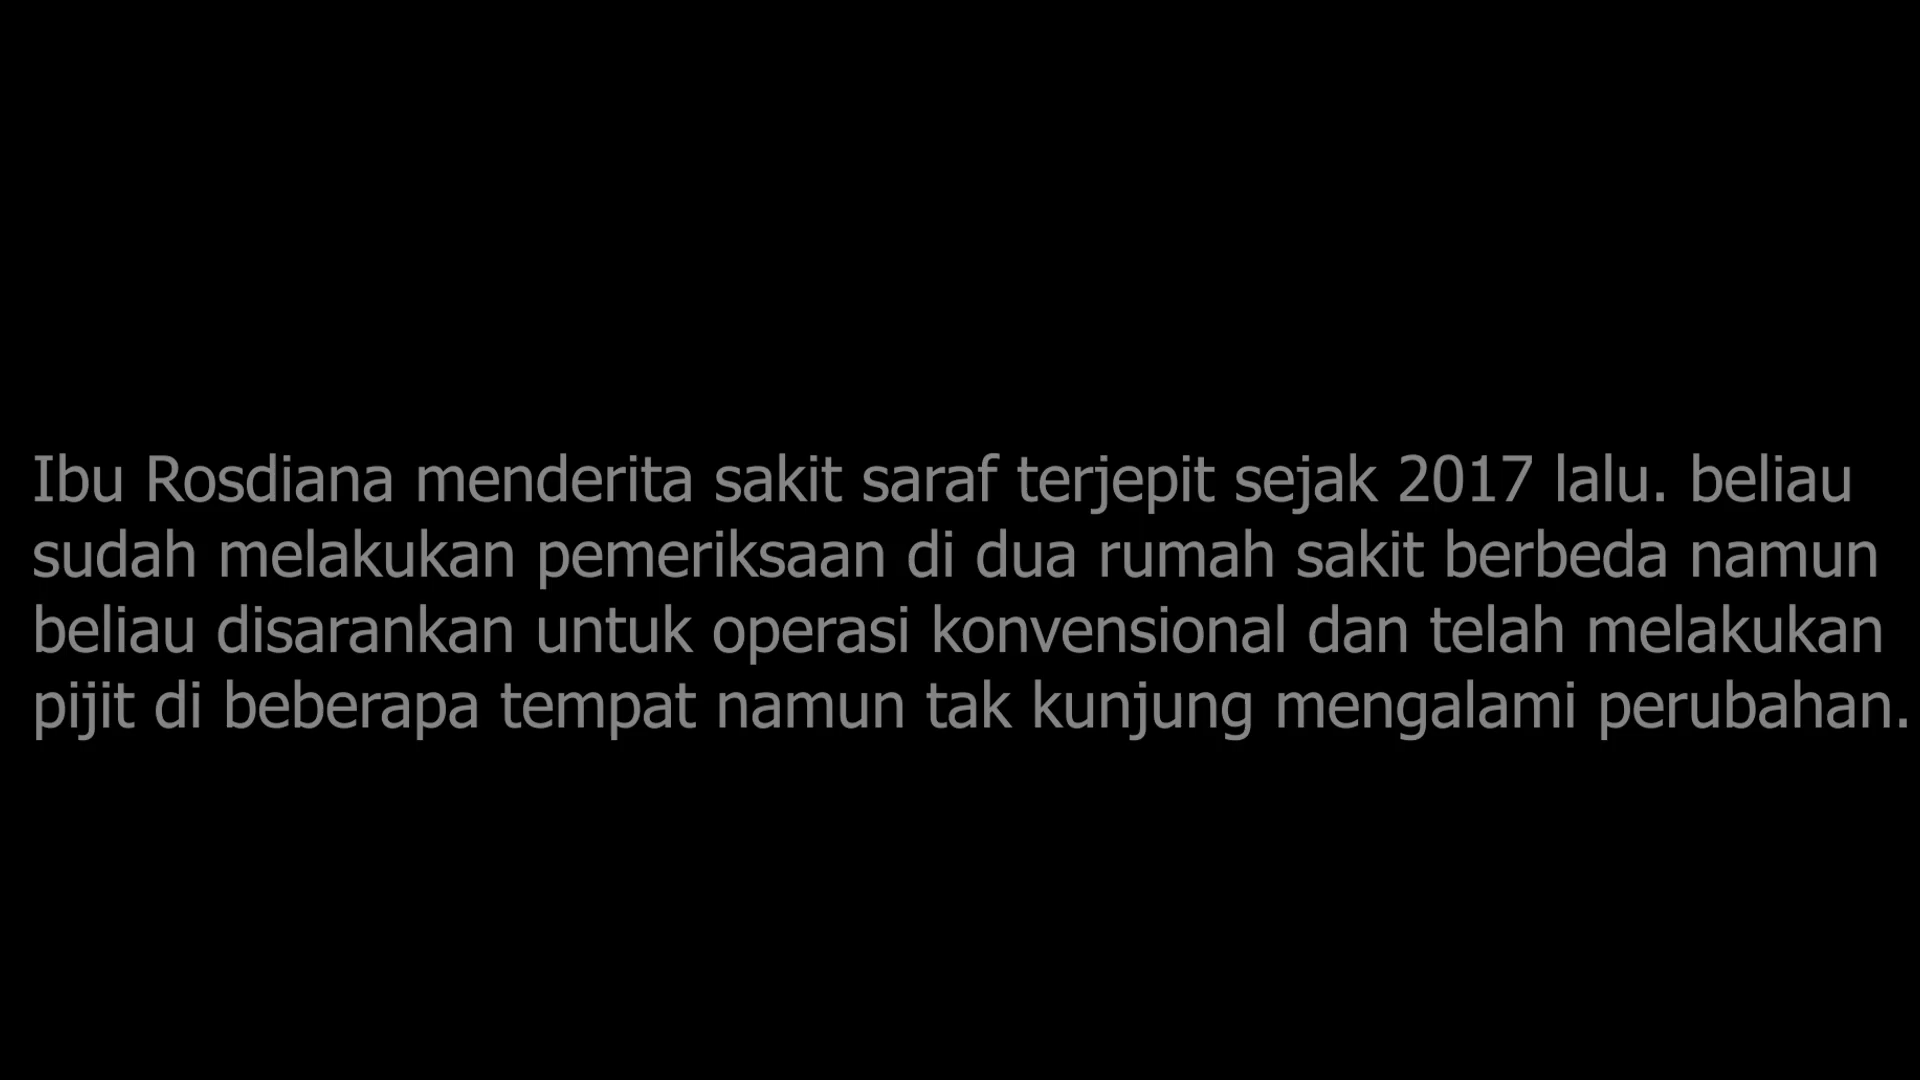 Ibu Rosdiana menderita sakit saraf terjepit sejak 2017 lalu. beliau
sudah melakukan pemeriksaan di dua rumah sakit berbeda namun
beliau disarankan untuk operasi konvensional dan telah melakukan
pijit di beberapa tempat namun tak kunjung mengalami perubahan.